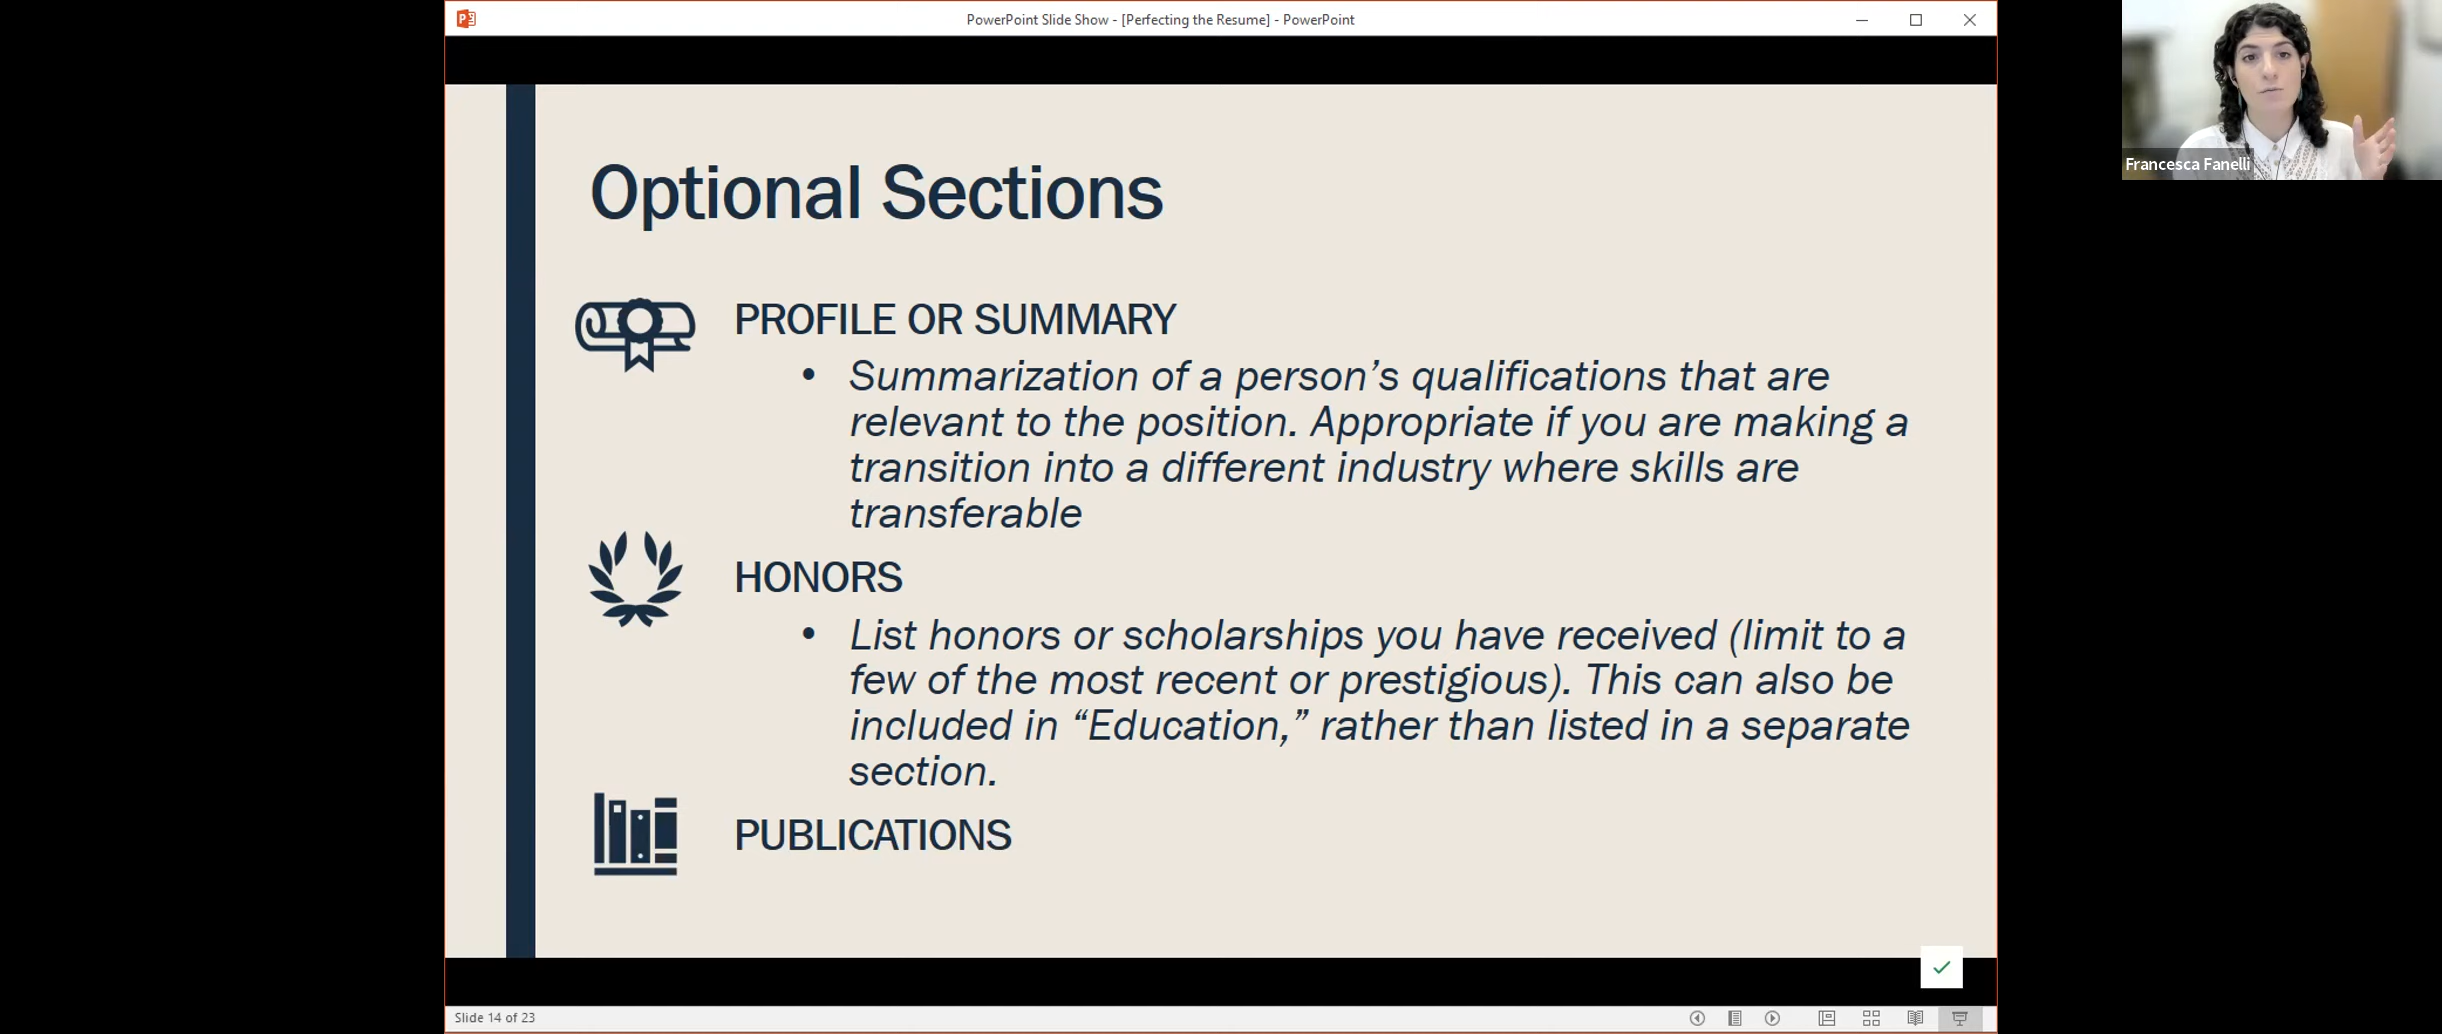 PowerPoint Slide Show - [Perfecting the Resume] - PowerPoint
Francesca Fanelli
Optional Sections
PROFILE OR SUMMARY
• Summarization of a person’s qualifications that are
relevant to the position. Appropriate if you are making a
transition into a different industry where skills are
transferable
HONORS
• List honors or scholarships you have received (limit to a
few of the most recent or prestigious). This can also be
included in “Education,” rather than listed in a separate
section.
PUBLICATIONS
Slide 14 of 23